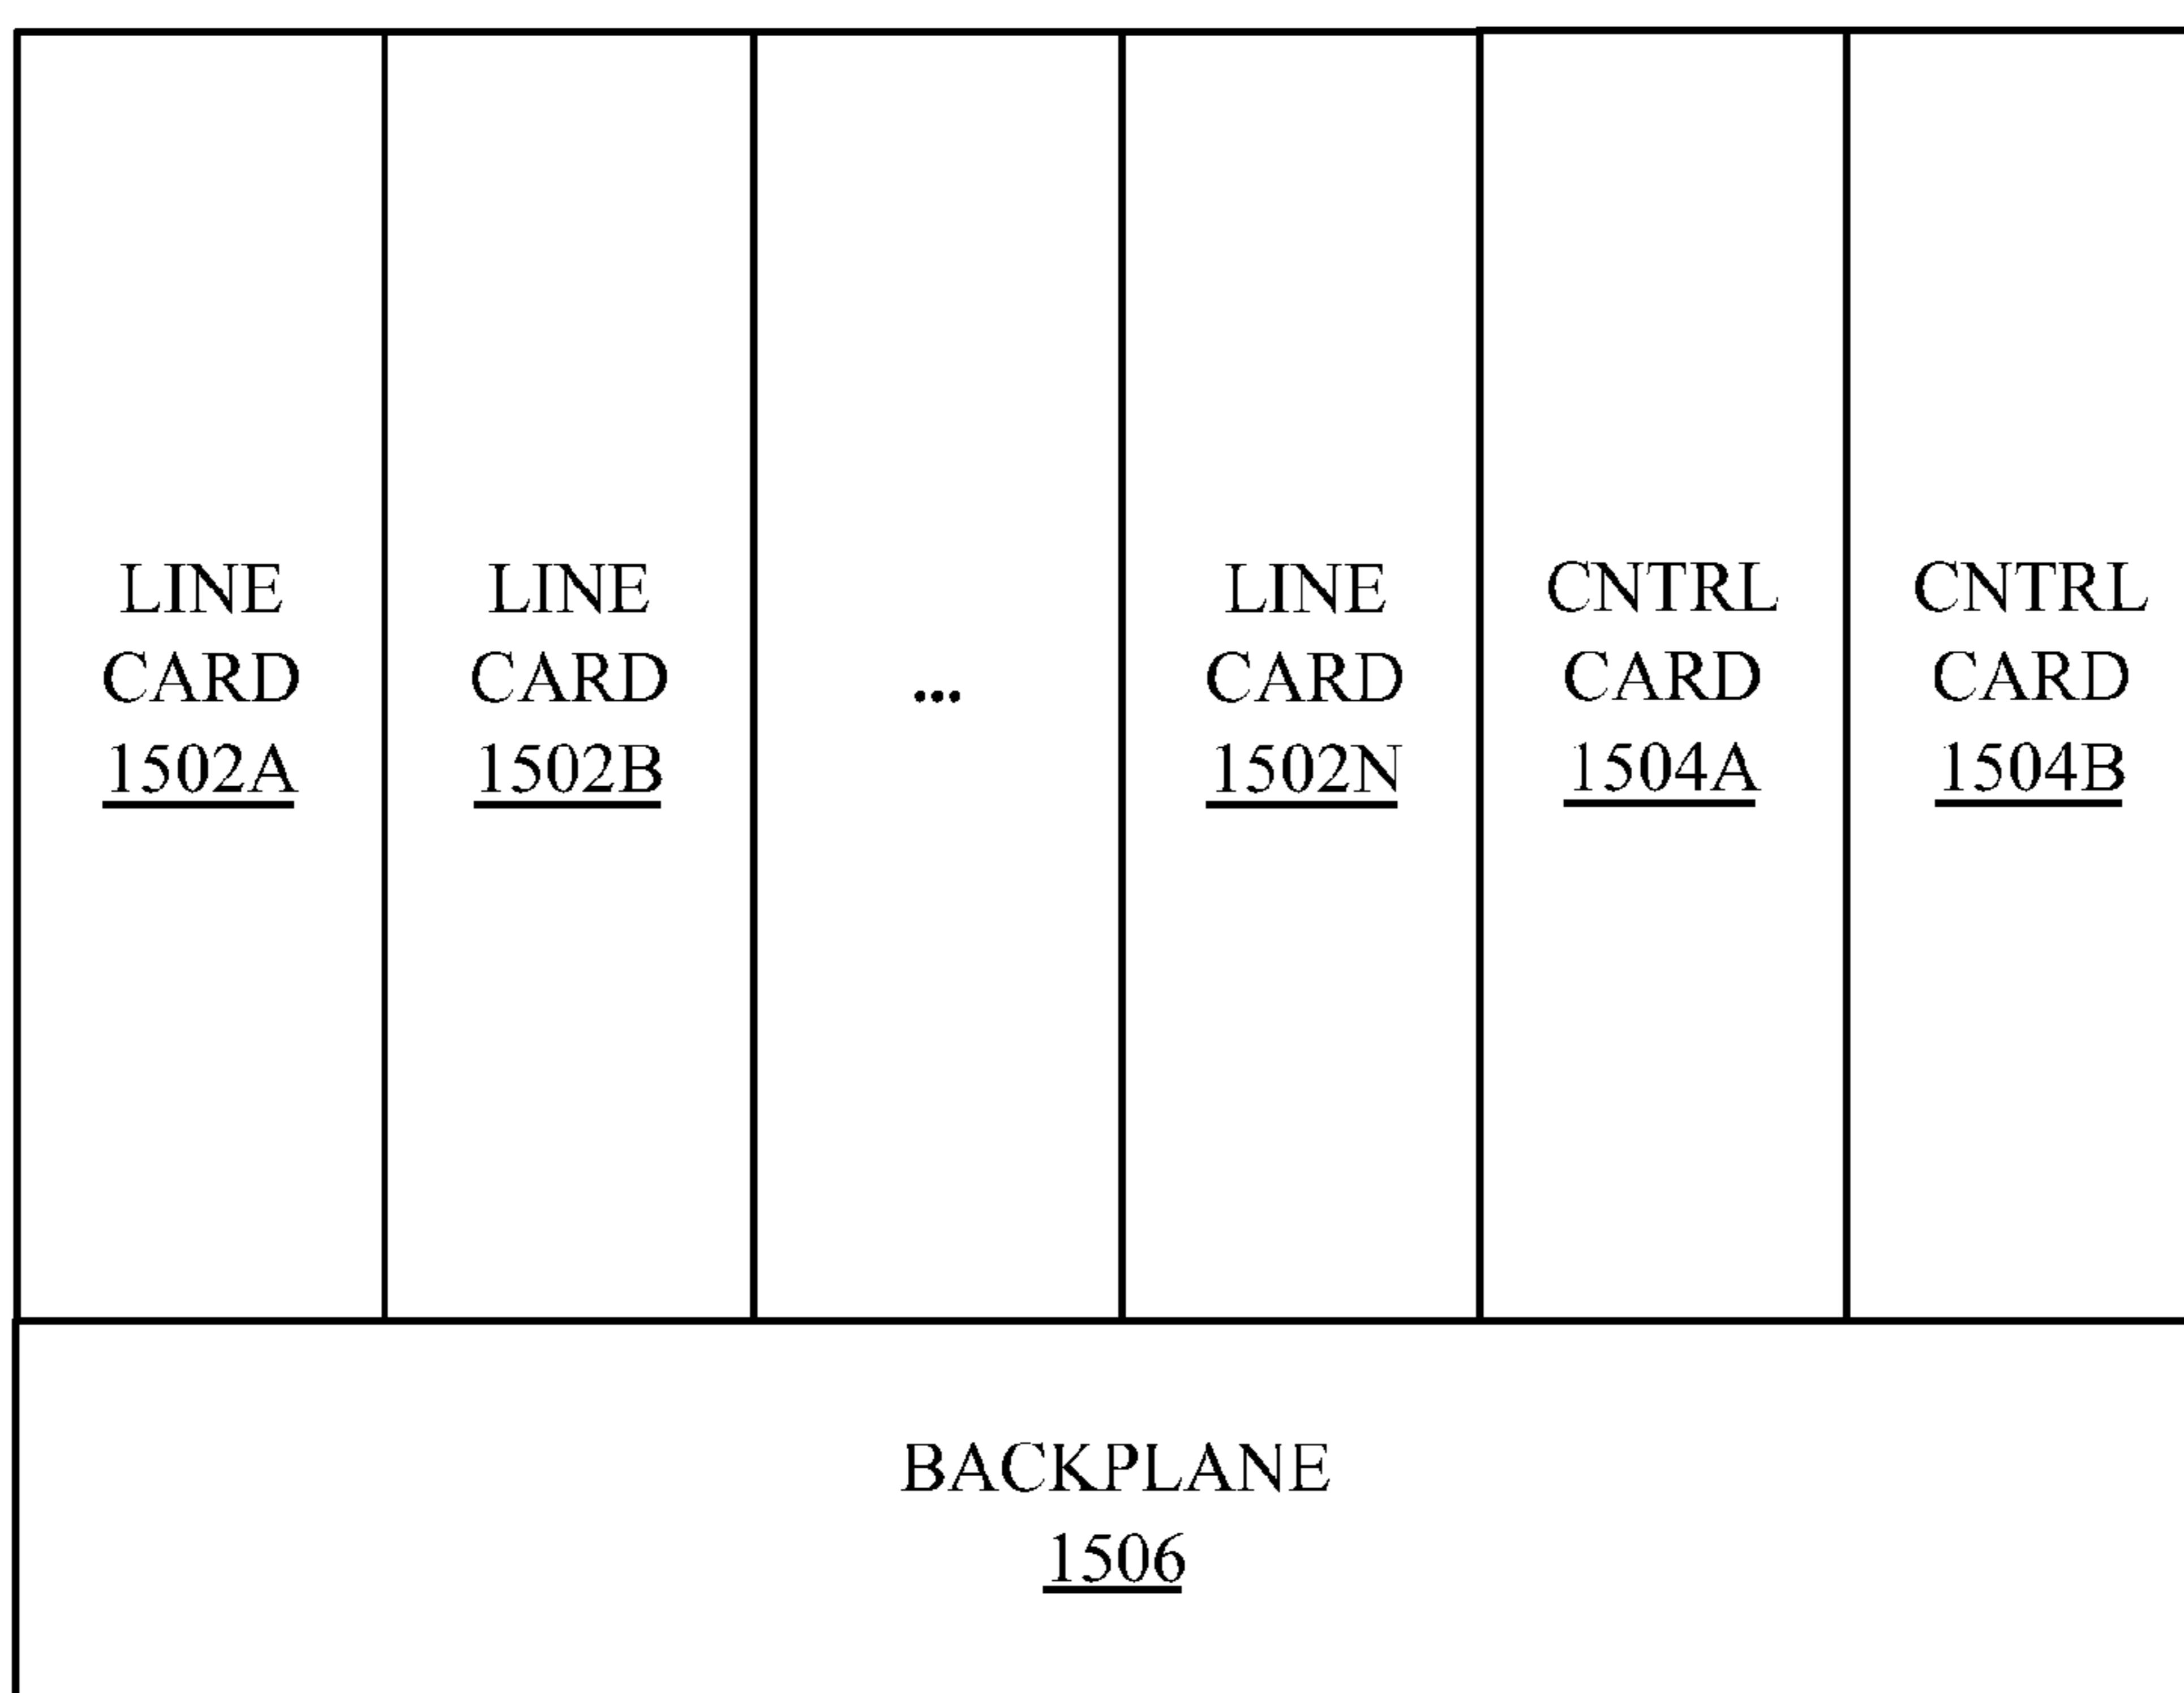 LINE
CARD
1502A
LINE
CARD
1502B
...
LINE
CARD
1502N
CNTRL
CARD
1504A
CNTRL
CARD
1504B
BACKPLANE
1506